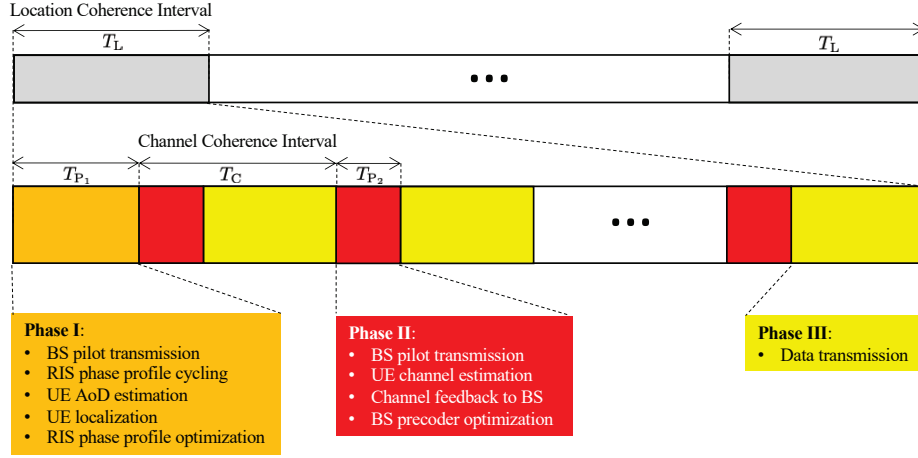 Location Coherence Interval
T_L
T_L
•••
Channel Coherence Interval
T_P1
T_C
T_P2
•••
Phase I:
• BS pilot transmission
• RIS phase profile cycling
• UE AoD estimation
• UE localization
• RIS phase profile optimization
Phase II:
• BS pilot transmission
• UE channel estimation
• Channel feedback to BS
• BS precoder optimization
Phase III:
• Data transmission